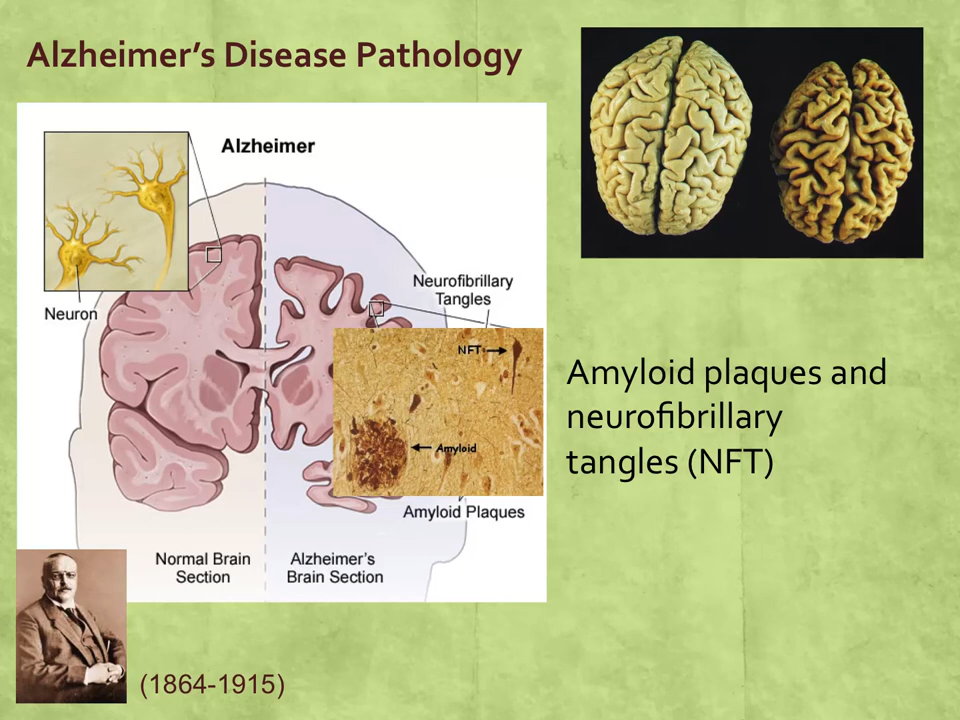 Alzheimer's Disease Pathology
Alzheimer
Neuron
Neurofibrillary
Tangles
NFT
Amyloid
Amyloid Plaques
Normal Brain
Section
Alzheimer's
Brain Section
Amyloid plaques and
neurofibrillary
tangles (NFT)
(1864-1915)